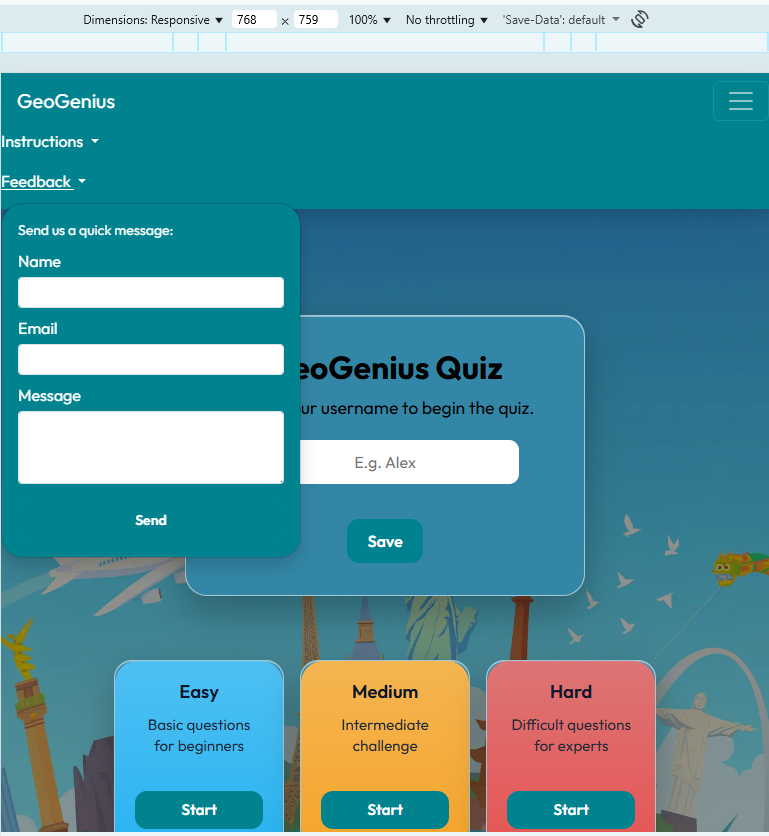 Dimensions: Responsive ▼ 768 × 759 100% ▼ No throttling ▼ 'Save-Data': default ▼
GeoGenius
Instructions
Feedback
Send us a quick message:
Name
Email
Message
Send
eoGenius Quiz
ur username to begin the quiz.
E.g. Alex
Save
Easy Medium Hard
Basic questions Intermediate Difficult questions
for beginners challenge for experts
Start Start Start